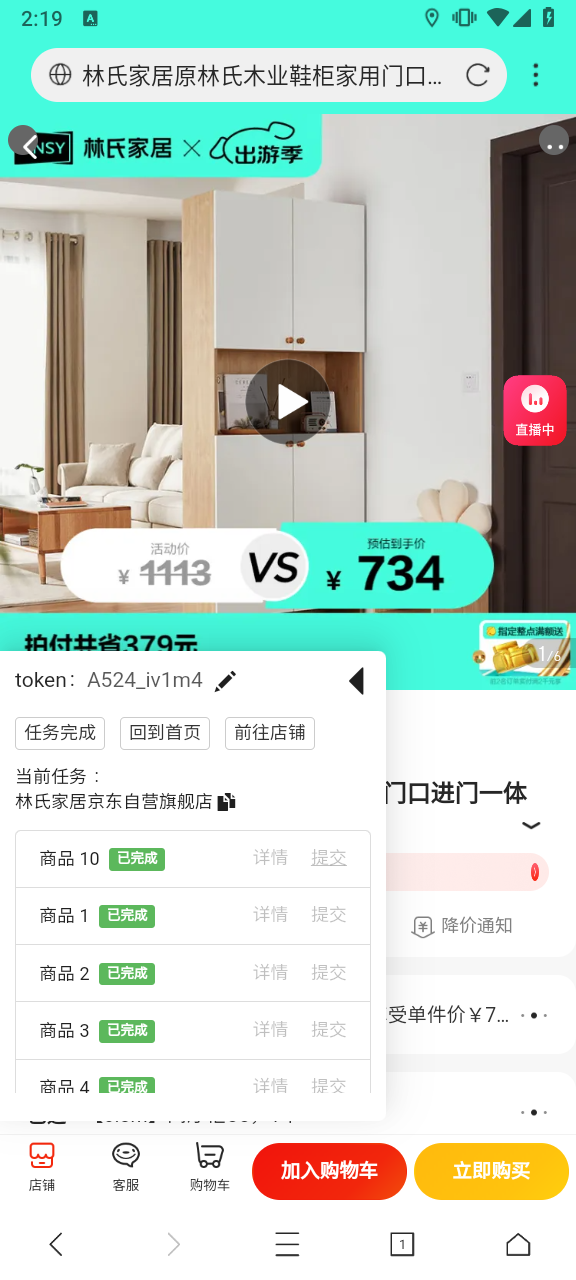 2:19
A
林氏家居原林氏木业鞋柜家用门口...
NSY 林氏家居 × 出游季
直播中
活动价
¥ 1113
VS
预估到手价
¥ 734
拍付共省379元
指定整点满额送
1/6
token: A524_iv1m4
任务完成 回到首页 前往店铺
当前任务：
林氏家居京东自营旗舰店
门口进门一体
商品 10 已完成 详情 提交
商品 1 已完成 详情 提交
降价通知
商品 2 已完成 详情 提交
商品 3 已完成 详情 提交
受单件价￥7...
商品 4 已完成 详情 提交
店铺 客服 购物车 加入购物车 立即购买
1